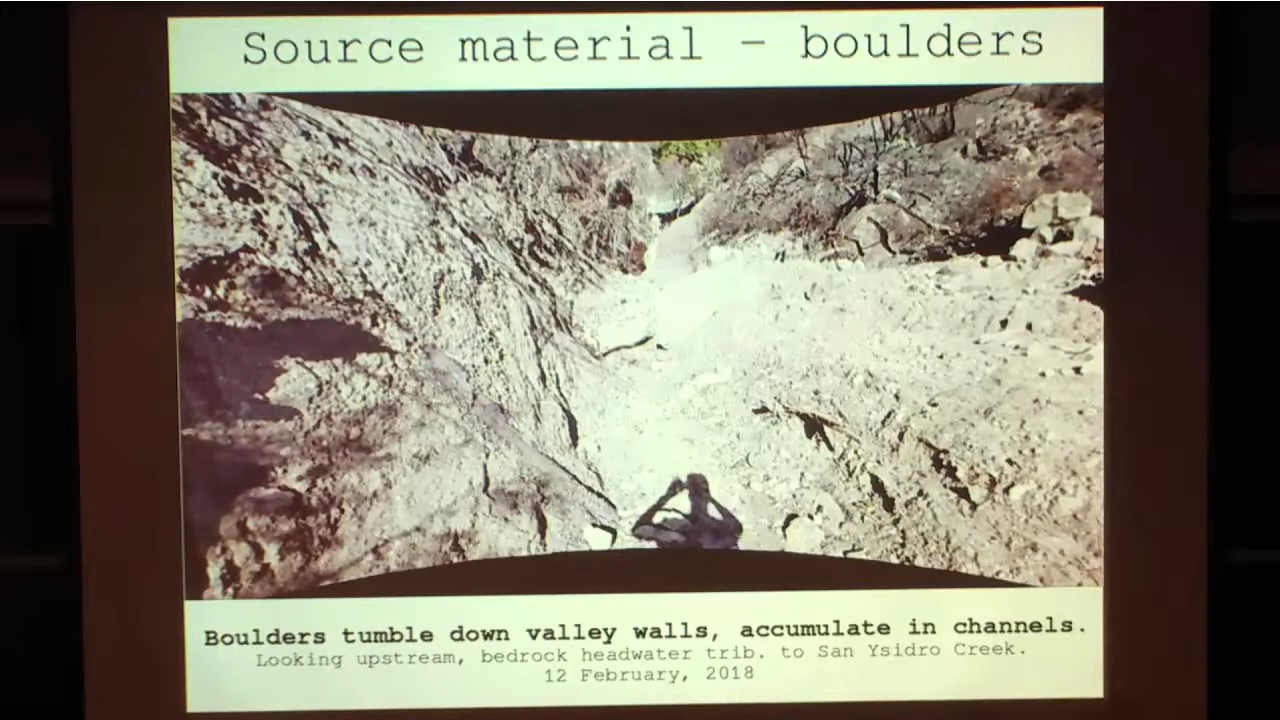 Source material - boulders
Boulders tumble down valley walls, accumulate in channels.
Looking upstream, bedrock headwater trib. to San Ysidro Creek.
12 February, 2018